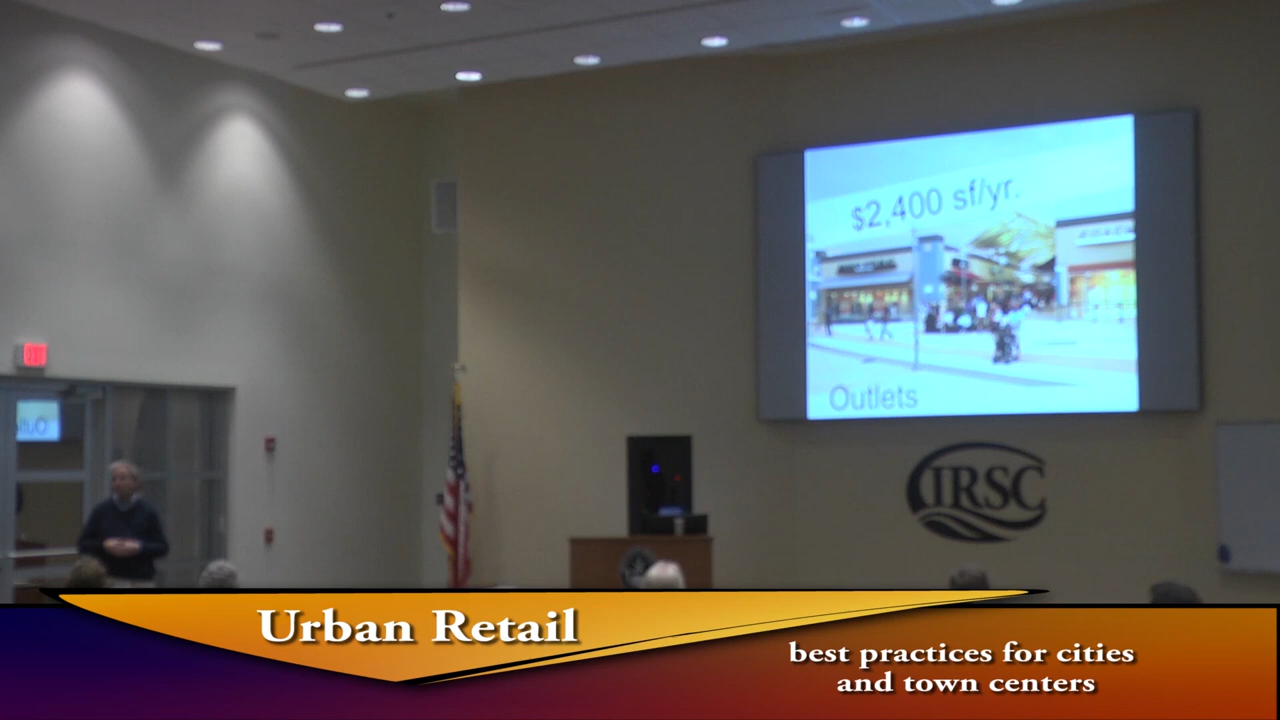 $2,400 sf/yr.
Outlets
EXIT
IRSC
Urban Retail
best practices for cities
and town centers